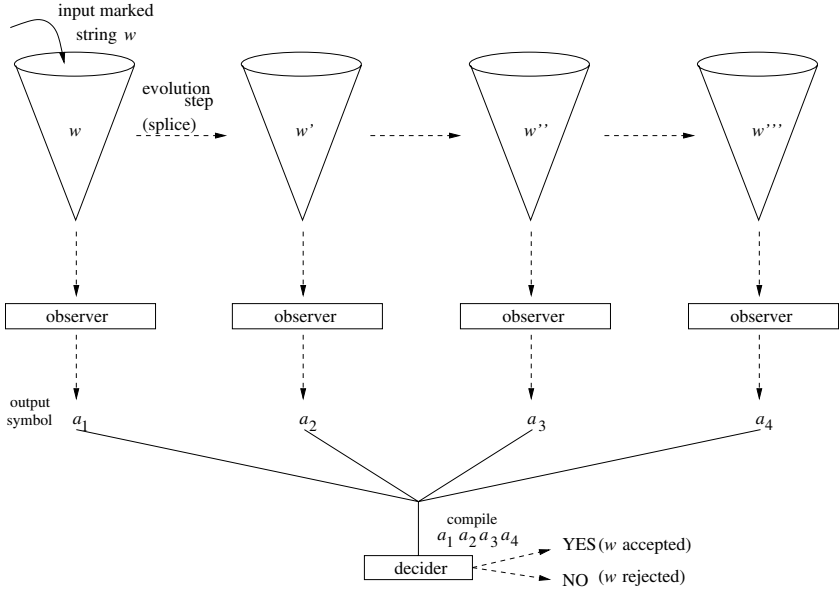 input marked
string w
evolution
step
(splice)
w
w'
w''
w'''
observer
observer
observer
observer
output
symbol
a1
a2
a3
a4
compile
a1 a2 a3 a4
decider
YES (w accepted)
NO (w rejected)